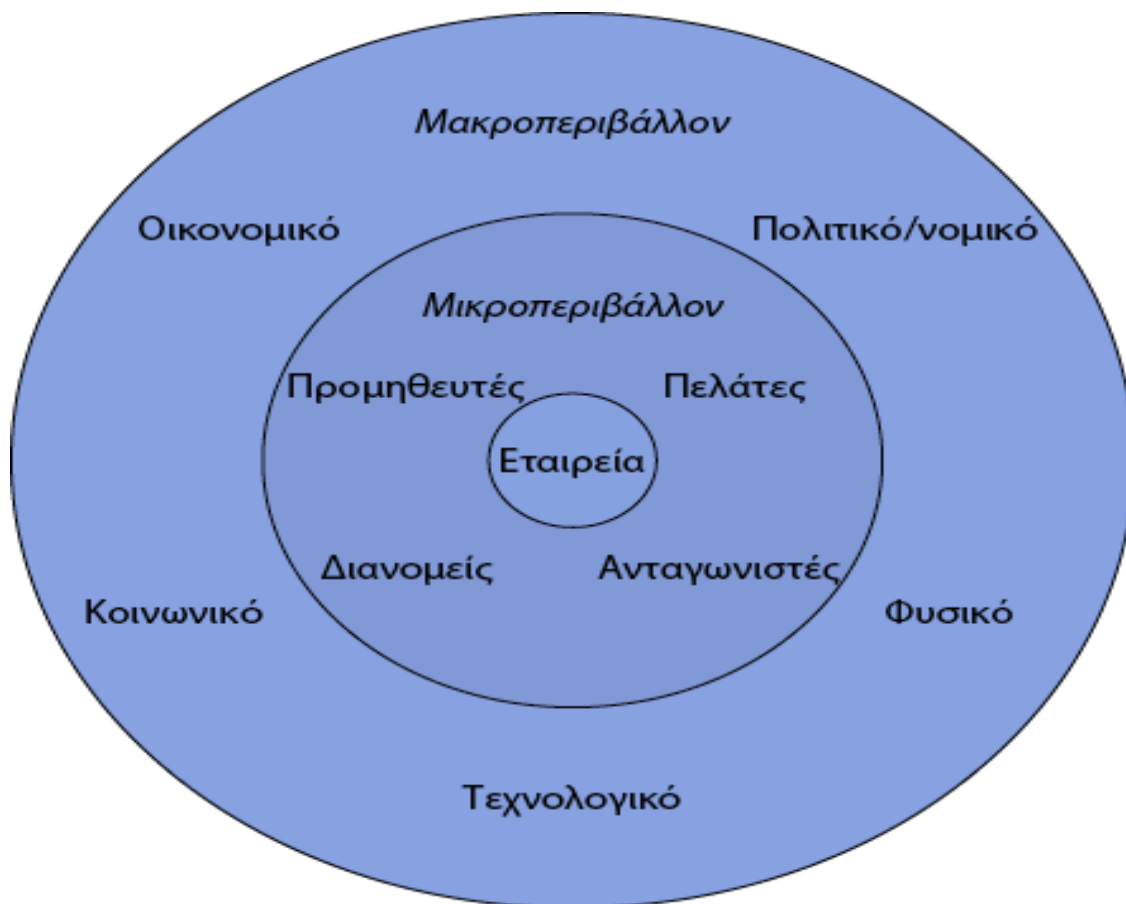 Μακροπεριβάλλον
Οικονομικό
Πολιτικό/νομικό
Μικροπεριβάλλον
Προμηθευτές
Πελάτες
Εταιρεία
Διανομείς
Ανταγωνιστές
Κοινωνικό
Φυσικό
Τεχνολογικό